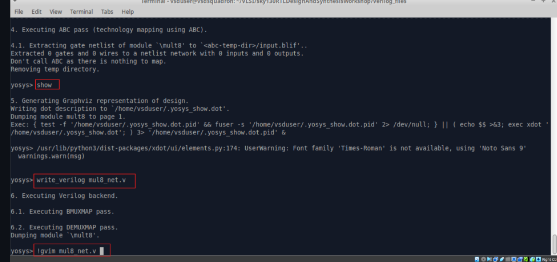 Terminal - vsduser@vsdsquadron: ~/VLSI/sky130RTLDesignAndSynthesisWorkshop/verilog_files
File Edit View Terminal Tabs Help
4. Executing ABC pass (technology mapping using ABC).
4.1. Extracting gate netlist of module `\mult8' to `<abc-temp-dir>/input.blif'..
Extracted 0 gates and 0 wires to a netlist network with 0 inputs and 0 outputs.
Don't call ABC as there is nothing to map.
Removing temp directory.
yosys> show
5. Generating Graphviz representation of design.
Writing dot description to `/home/vsduser/.yosys_show.dot'.
Dumping module mult8 to page 1.
Exec: { test -f '/home/vsduser/.yosys_show.dot.pid' && fuser -s '/home/vsduser/.yosys_show.dot.pid' 2> /dev/null; } || ( echo $$ >&3; exec xdot '
/home/vsduser/.yosys_show.dot'; ) 3> '/home/vsduser/.yosys_show.dot.pid' &
yosys> /usr/lib/python3/dist-packages/xdot/ui/elements.py:174: UserWarning: Font family 'Times-Roman' is not available, using 'Noto Sans 9'
warnings.warn(msg)
yosys> write_verilog mul8_net.v
6. Executing Verilog backend.
6.1. Executing BMUXMAP pass.
6.2. Executing DEMUXMAP pass.
Dumping module `\mult8'.
yosys> !gvim mul8_net.v